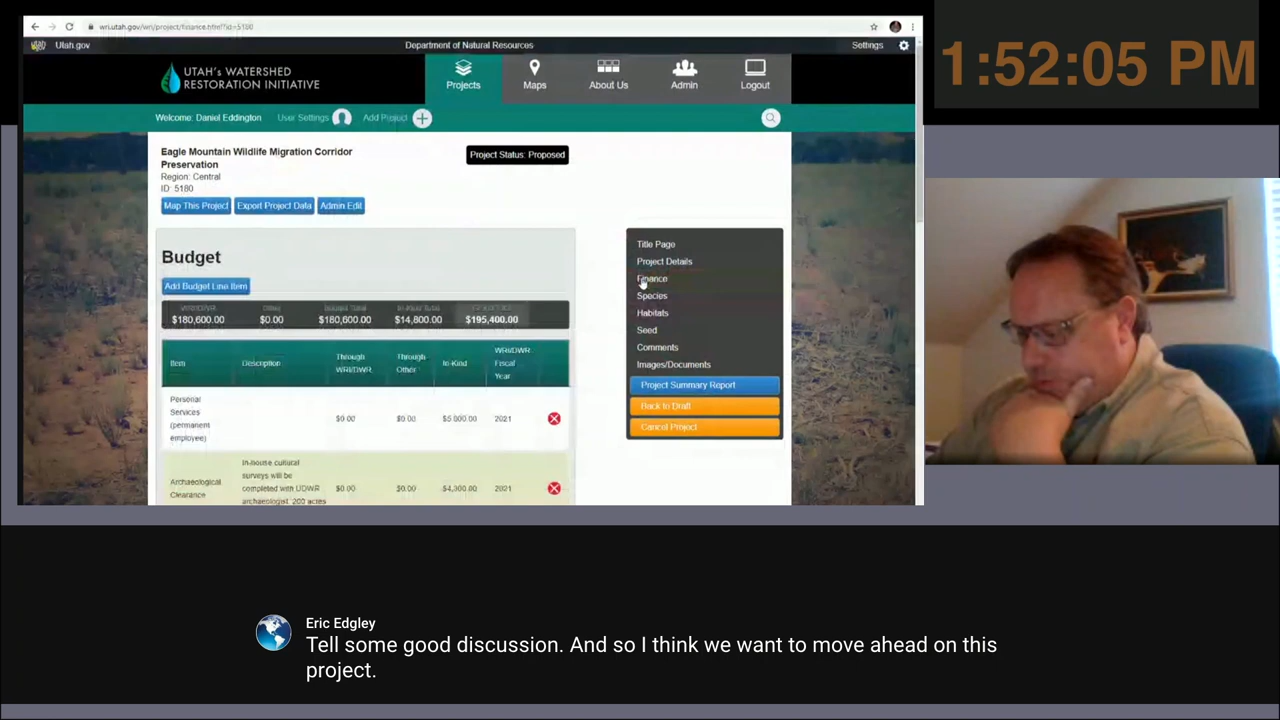 wri.utah.gov/wri/project/finance.html?id=5180
Utah.gov
Department of Natural Resources
Settings
1:52:05 PM
UTAH's WATERSHED
RESTORATION INITIATIVE
Projects
Maps
About Us
Admin
Logout
Welcome: Daniel Eddington
User Settings
Add Project
Eagle Mountain Wildlife Migration Corridor
Preservation
Region: Central
ID: 5180
Project Status: Proposed
Map This Project
Export Project Data
Admin Edit
Budget
Add Budget Line Item
WRI/DWR
Other
Budget Total
In-Kind Total
$180,600.00
$0.00
$180,600.00
$14,800.00
$195,400.00
Item
Description
Through
WRI/DWR
Through
Other
In-Kind
WRI/DWR
Fiscal
Year
Personal
Services
(permanent
employee)
$0.00
$0.00
$5,000.00
2021
Archaeological
Clearance
In-house cultural
surveys will be
completed with UDWR
archaeologist. 200 acres
$0.00
$0.00
2021
Title Page
Project Details
Finance
Species
Habitats
Seed
Comments
Images/Documents
Project Summary Report
Back to Draft
Cancel Project
Eric Edgley
Tell some good discussion. And so I think we want to move ahead on this
project.